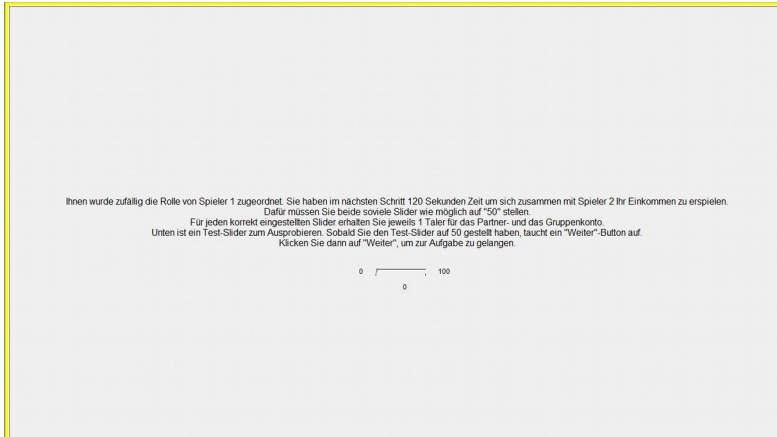 Ihnen wurde zufällig die Rolle von Spieler 1 zugeordnet. Sie haben im nächsten Schritt 120 Sekunden Zeit um sich zusammen mit Spieler 2 Ihr Einkommen zu erspielen.
Dafür müssen Sie beide soviele Slider wie möglich auf "50" stellen.
Für jeden korrekt eingestellten Slider erhalten Sie jeweils 1 Taler für das Partner- und das Gruppenkonto.
Unten ist ein Test-Slider zum Ausprobieren. Sobald Sie den Test-Slider auf 50 gestellt haben, taucht ein "Weiter"-Button auf.
Klicken Sie dann auf "Weiter", um zur Aufgabe zu gelangen.
0 100
0